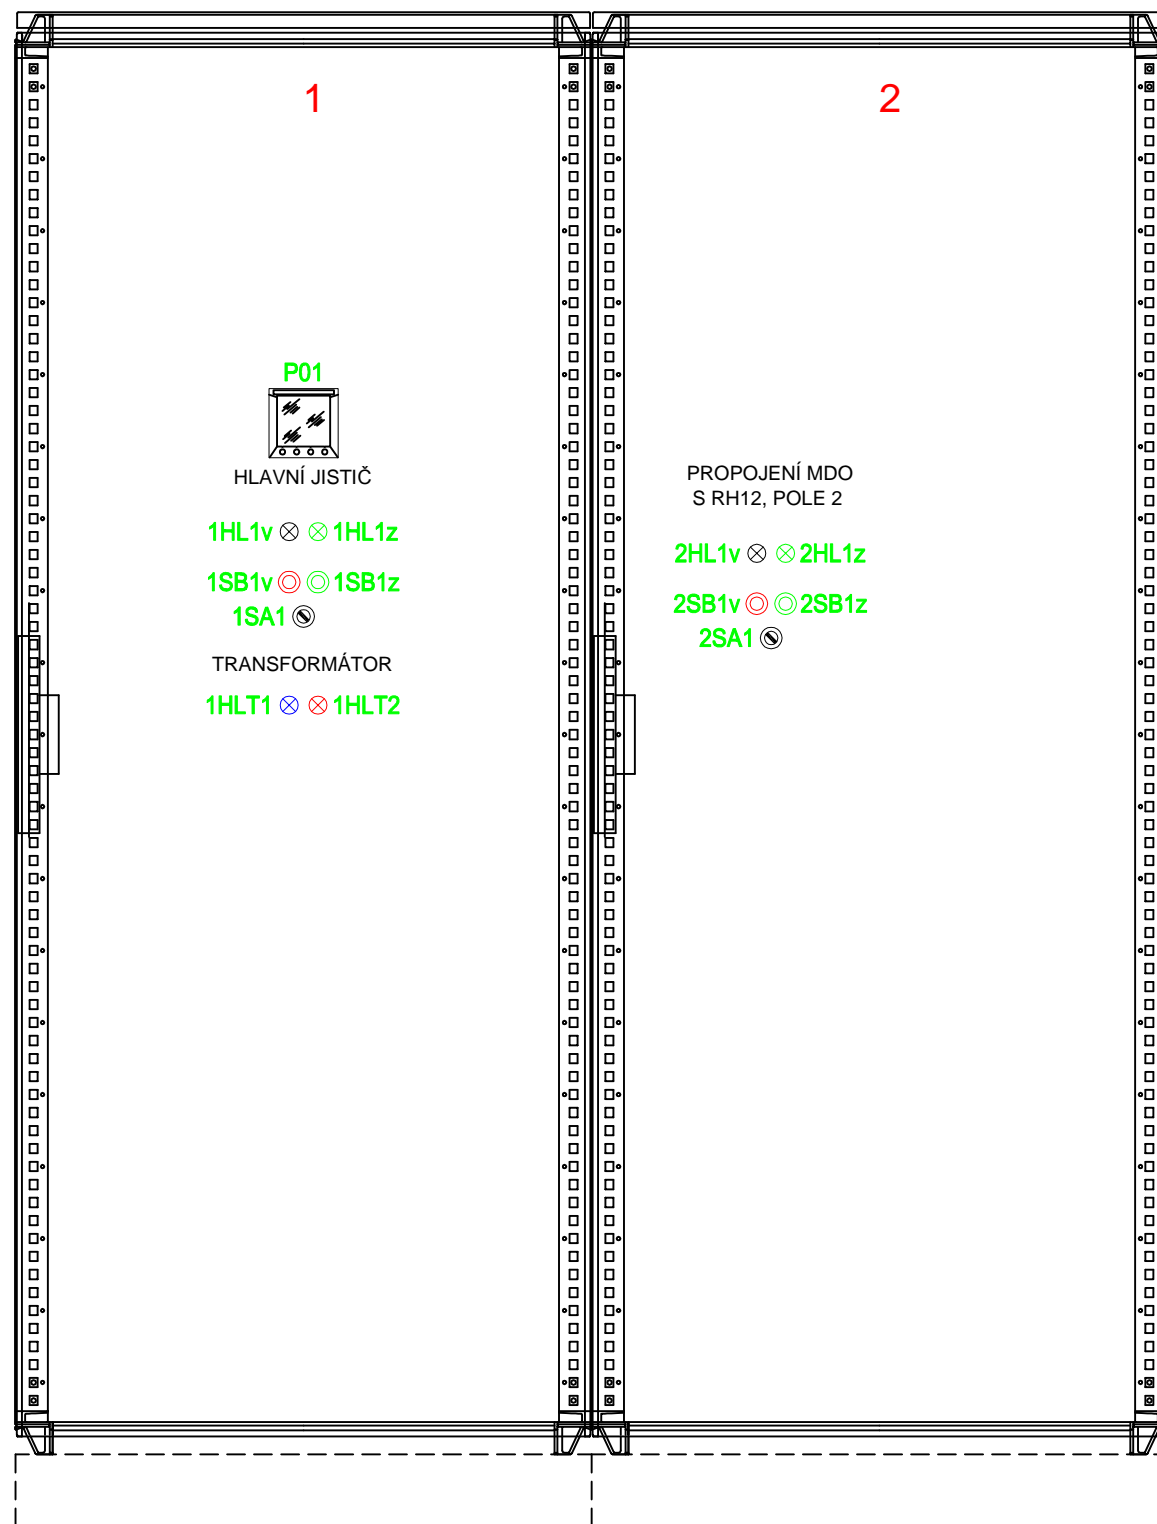 1
2
P01
HLAVNÍ JISTIČ
1HL1v 1HL1z
1SB1v 1SB1z
1SA1
TRANSFORMÁTOR
1HLT1 1HLT2
PROPOJENÍ MDO
S RH12, POLE 2
2HL1v 2HL1z
2SB1v 2SB1z
2SA1